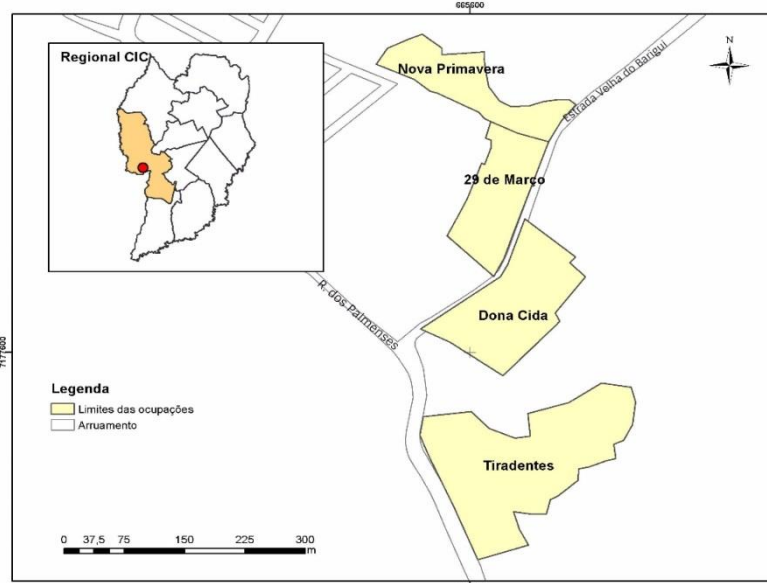 665600
Regional CIC
Nova Primavera
Estrada Velha do Barigui
N
29 de Março
R. dos Palmenses
Dona Cida
7177600
Legenda
Limites das ocupações
Arruamento
Tiradentes
0 37,5 75 150 225 300
m